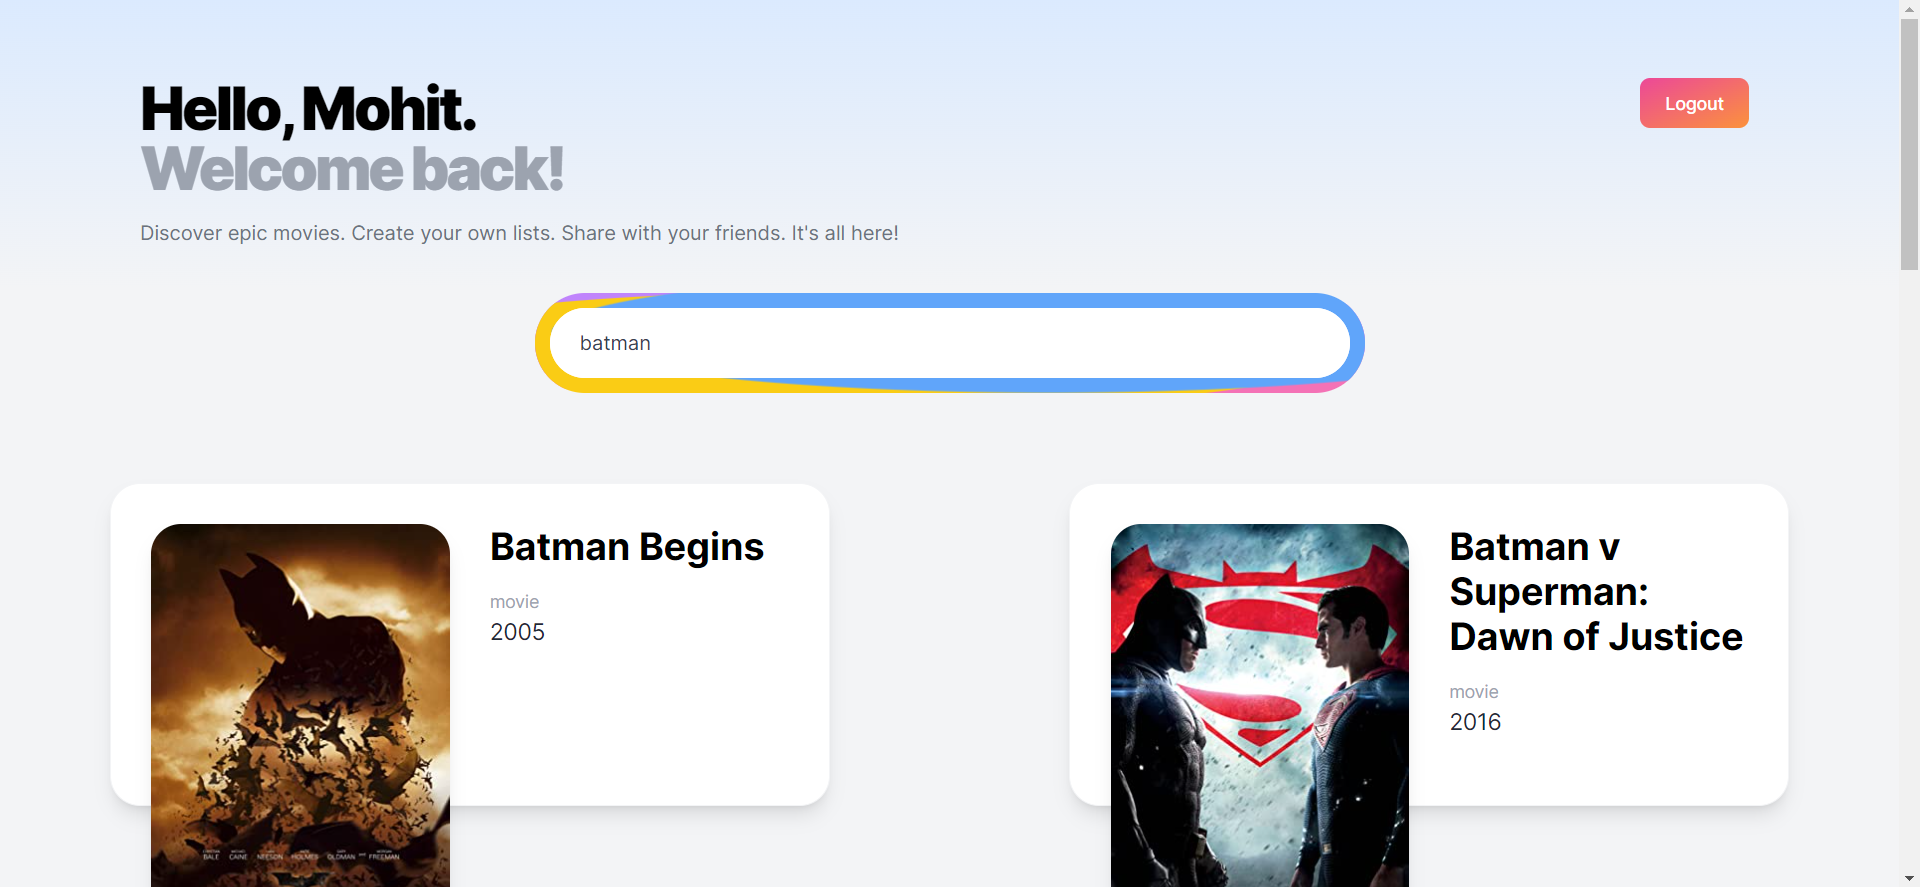 Hello, Mohit.
Welcome back!
Logout
Discover epic movies. Create your own lists. Share with your friends. It's all here!
batman
Batman Begins
movie
2005
BALE CAINE NEESON HOLMES OLDMAN FREEMAN
Batman v
Superman:
Dawn of Justice
movie
2016